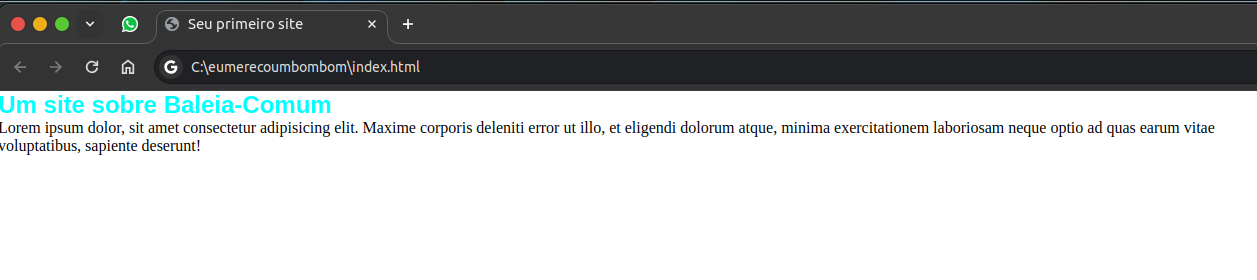 Seu primeiro site
C:\eumerecoumbombom\index.html
Um site sobre Baleia-Comum
Lorem ipsum dolor, sit amet consectetur adipisicing elit. Maxime corporis deleniti error ut illo, et eligendi dolorum atque, minima exercitationem laboriosam neque optio ad quas earum vitae
voluptatibus, sapiente deserunt!